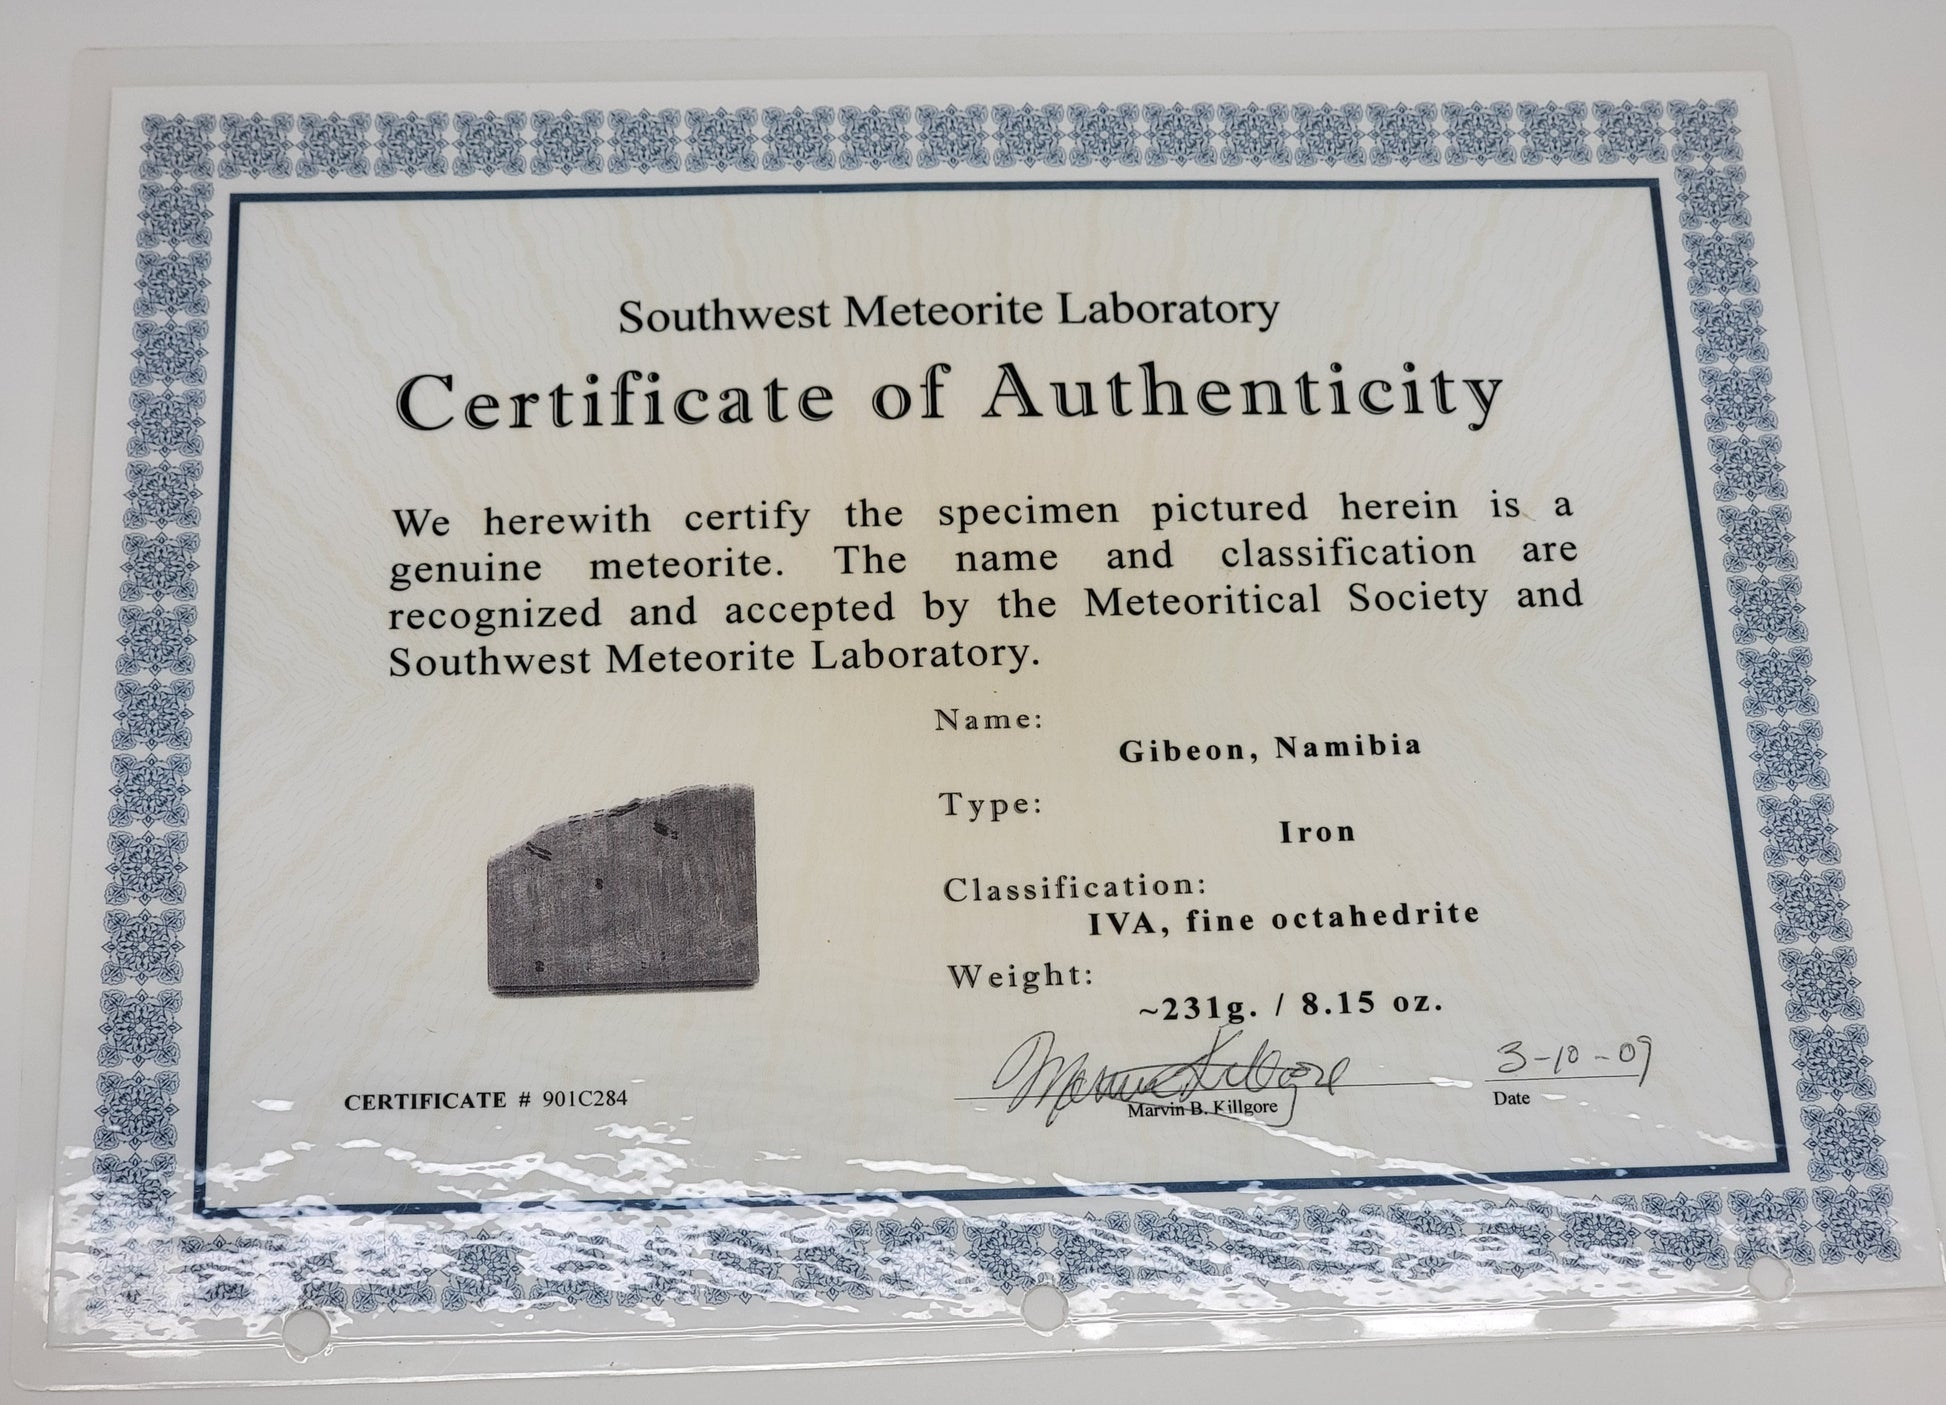 Southwest Meteorite Laboratory
Certificate of Authenticity
We herewith certify the specimen pictured herein is a
genuine meteorite. The name and classification are
recognized and accepted by the Meteoritical Society and
Southwest Meteorite Laboratory.
Name:
Gibeon, Namibia
Type:
Iron
Classification:
IVA, fine octahedrite
Weight:
~231g. / 8.15 oz.
Marvin Killgore 3-10-09
CERTIFICATE # 901C284
Marvin B. Killgore
Date